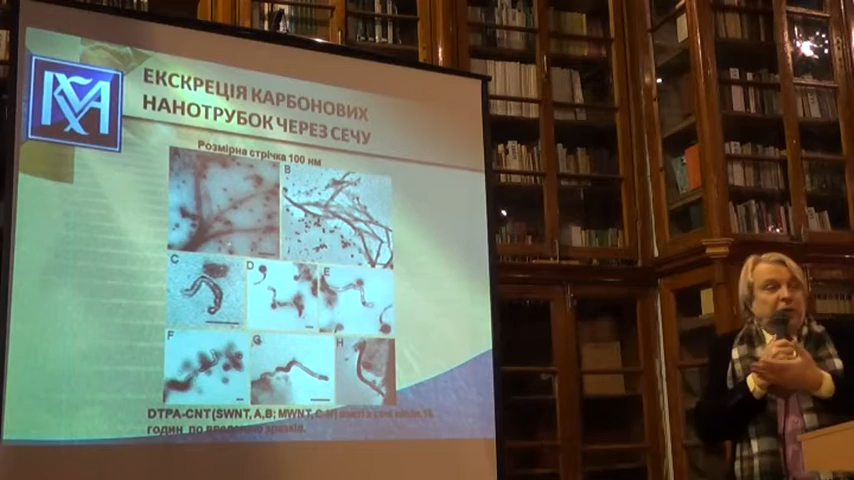 ЕКСКРЕЦІЯ КАРБОНОВИХ
НАНОТРУБОК ЧЕРЕЗ СЕЧУ
Розмірна стрічка 100 нм
B
C
D
E
F
G
H
DTPA-CNT (SWNT, A,B; MWNT, C-H)
годин по введенню зразків.